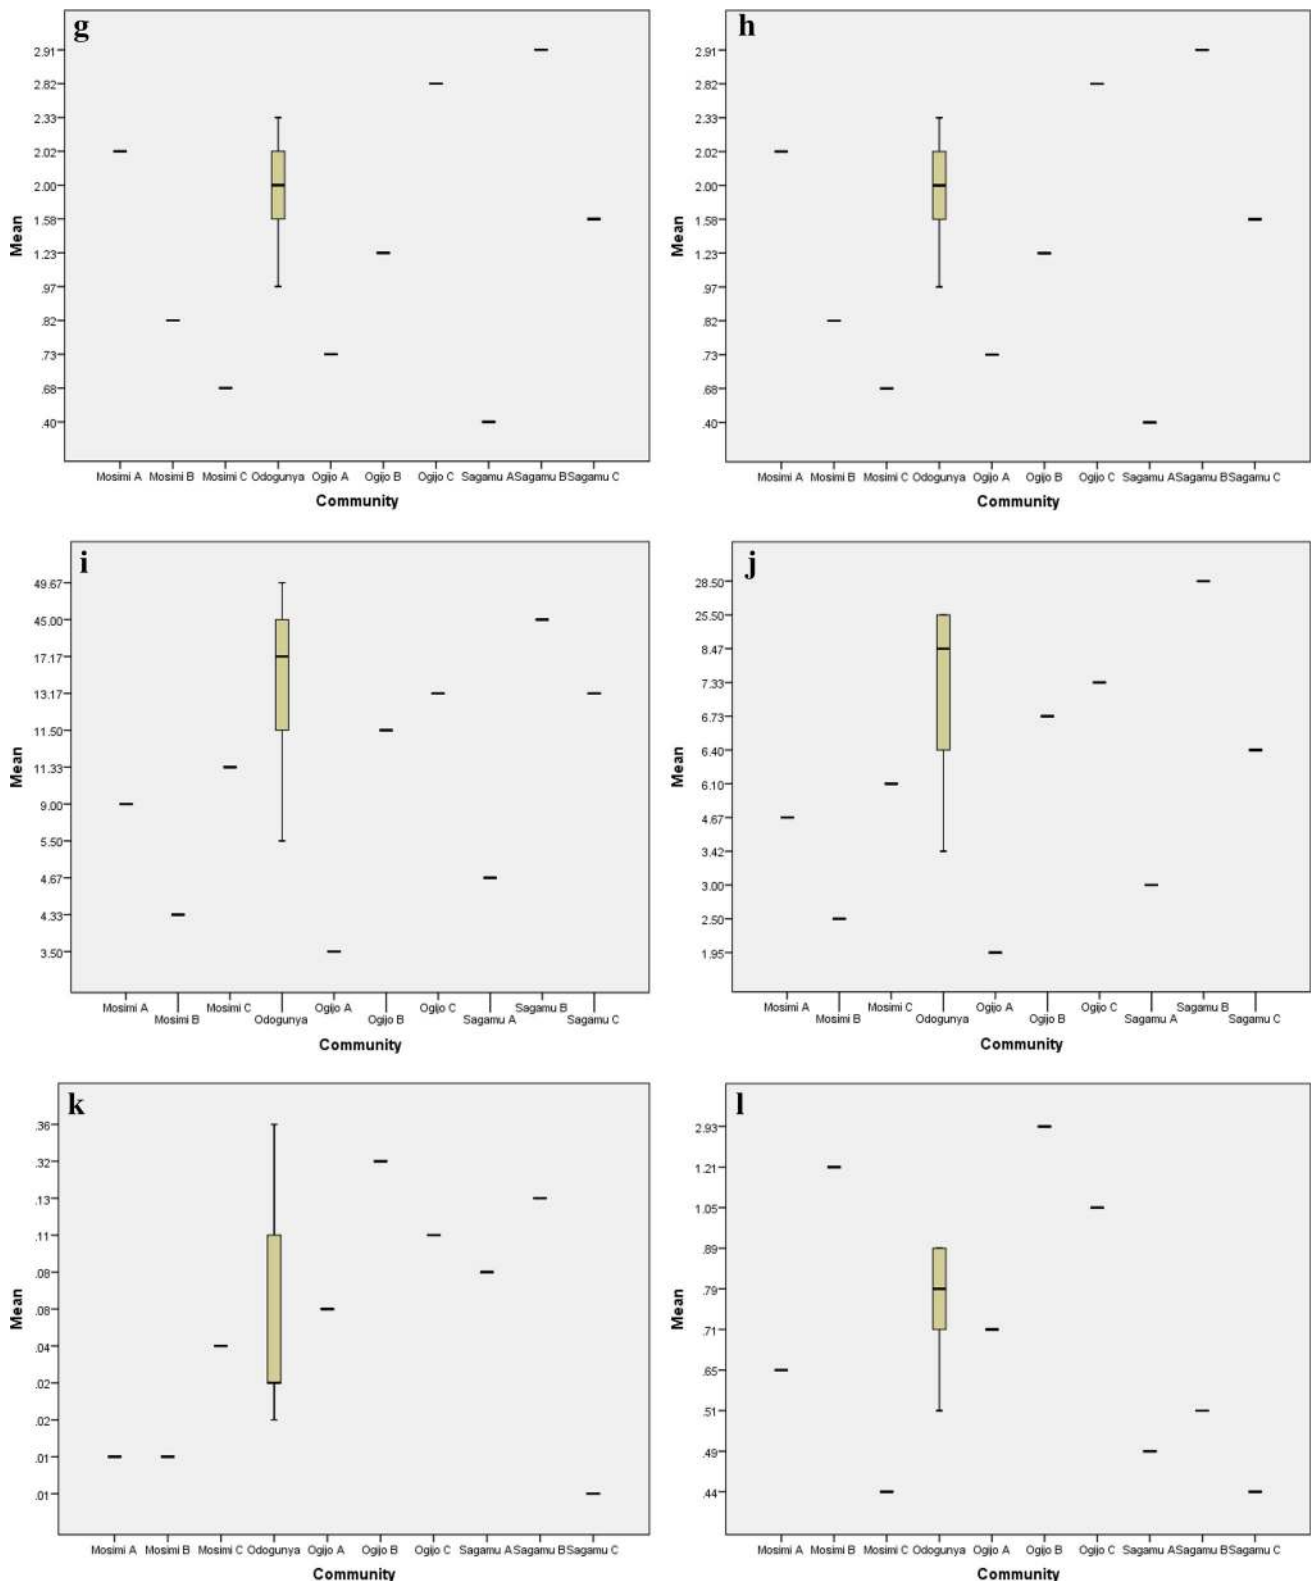 g
2.91
2.82
2.33
2.02
2.00
1.58
1.23
.97
.82
.73
.68
.40
Mean
Mosimi A Mosimi B Mosimi C Odogunya Ogijo A Ogijo B Ogijo C Sagamu A Sagamu B Sagamu C
Community
h
2.91
2.82
2.33
2.02
2.00
1.58
1.23
.97
.82
.73
.68
.40
Mean
Mosimi A Mosimi B Mosimi C Odogunya Ogijo A Ogijo B Ogijo C Sagamu A Sagamu B Sagamu C
Community
i
49.67
45.00
17.17
13.17
11.50
11.33
9.00
5.50
4.67
4.33
3.50
Mean
Mosimi A Mosimi C Ogijo A Ogijo C Sagamu B
Mosimi B Odogunya Ogijo B Sagamu A Sagamu C
Community
j
28.50
25.50
8.47
7.33
6.73
6.40
6.10
4.67
3.42
3.00
2.50
1.95
Mean
Mosimi A Mosimi C Ogijo A Ogijo C Sagamu B
Mosimi B Odogunya Ogijo B Sagamu A Sagamu C
Community
k
.36
.32
.13
.11
.08
.08
.04
.02
.02
.01
.01
Mean
Mosimi A Mosimi B Mosimi C Odogunya Ogijo A Ogijo B Ogijo C Sagamu A Sagamu B Sagamu C
Community
l
2.93
1.21
1.05
.89
.79
.71
.65
.51
.49
.44
Mean
Mosimi A Mosimi B Mosimi C Odogunya Ogijo A Ogijo B Ogijo C Sagamu A Sagamu B Sagamu C
Community